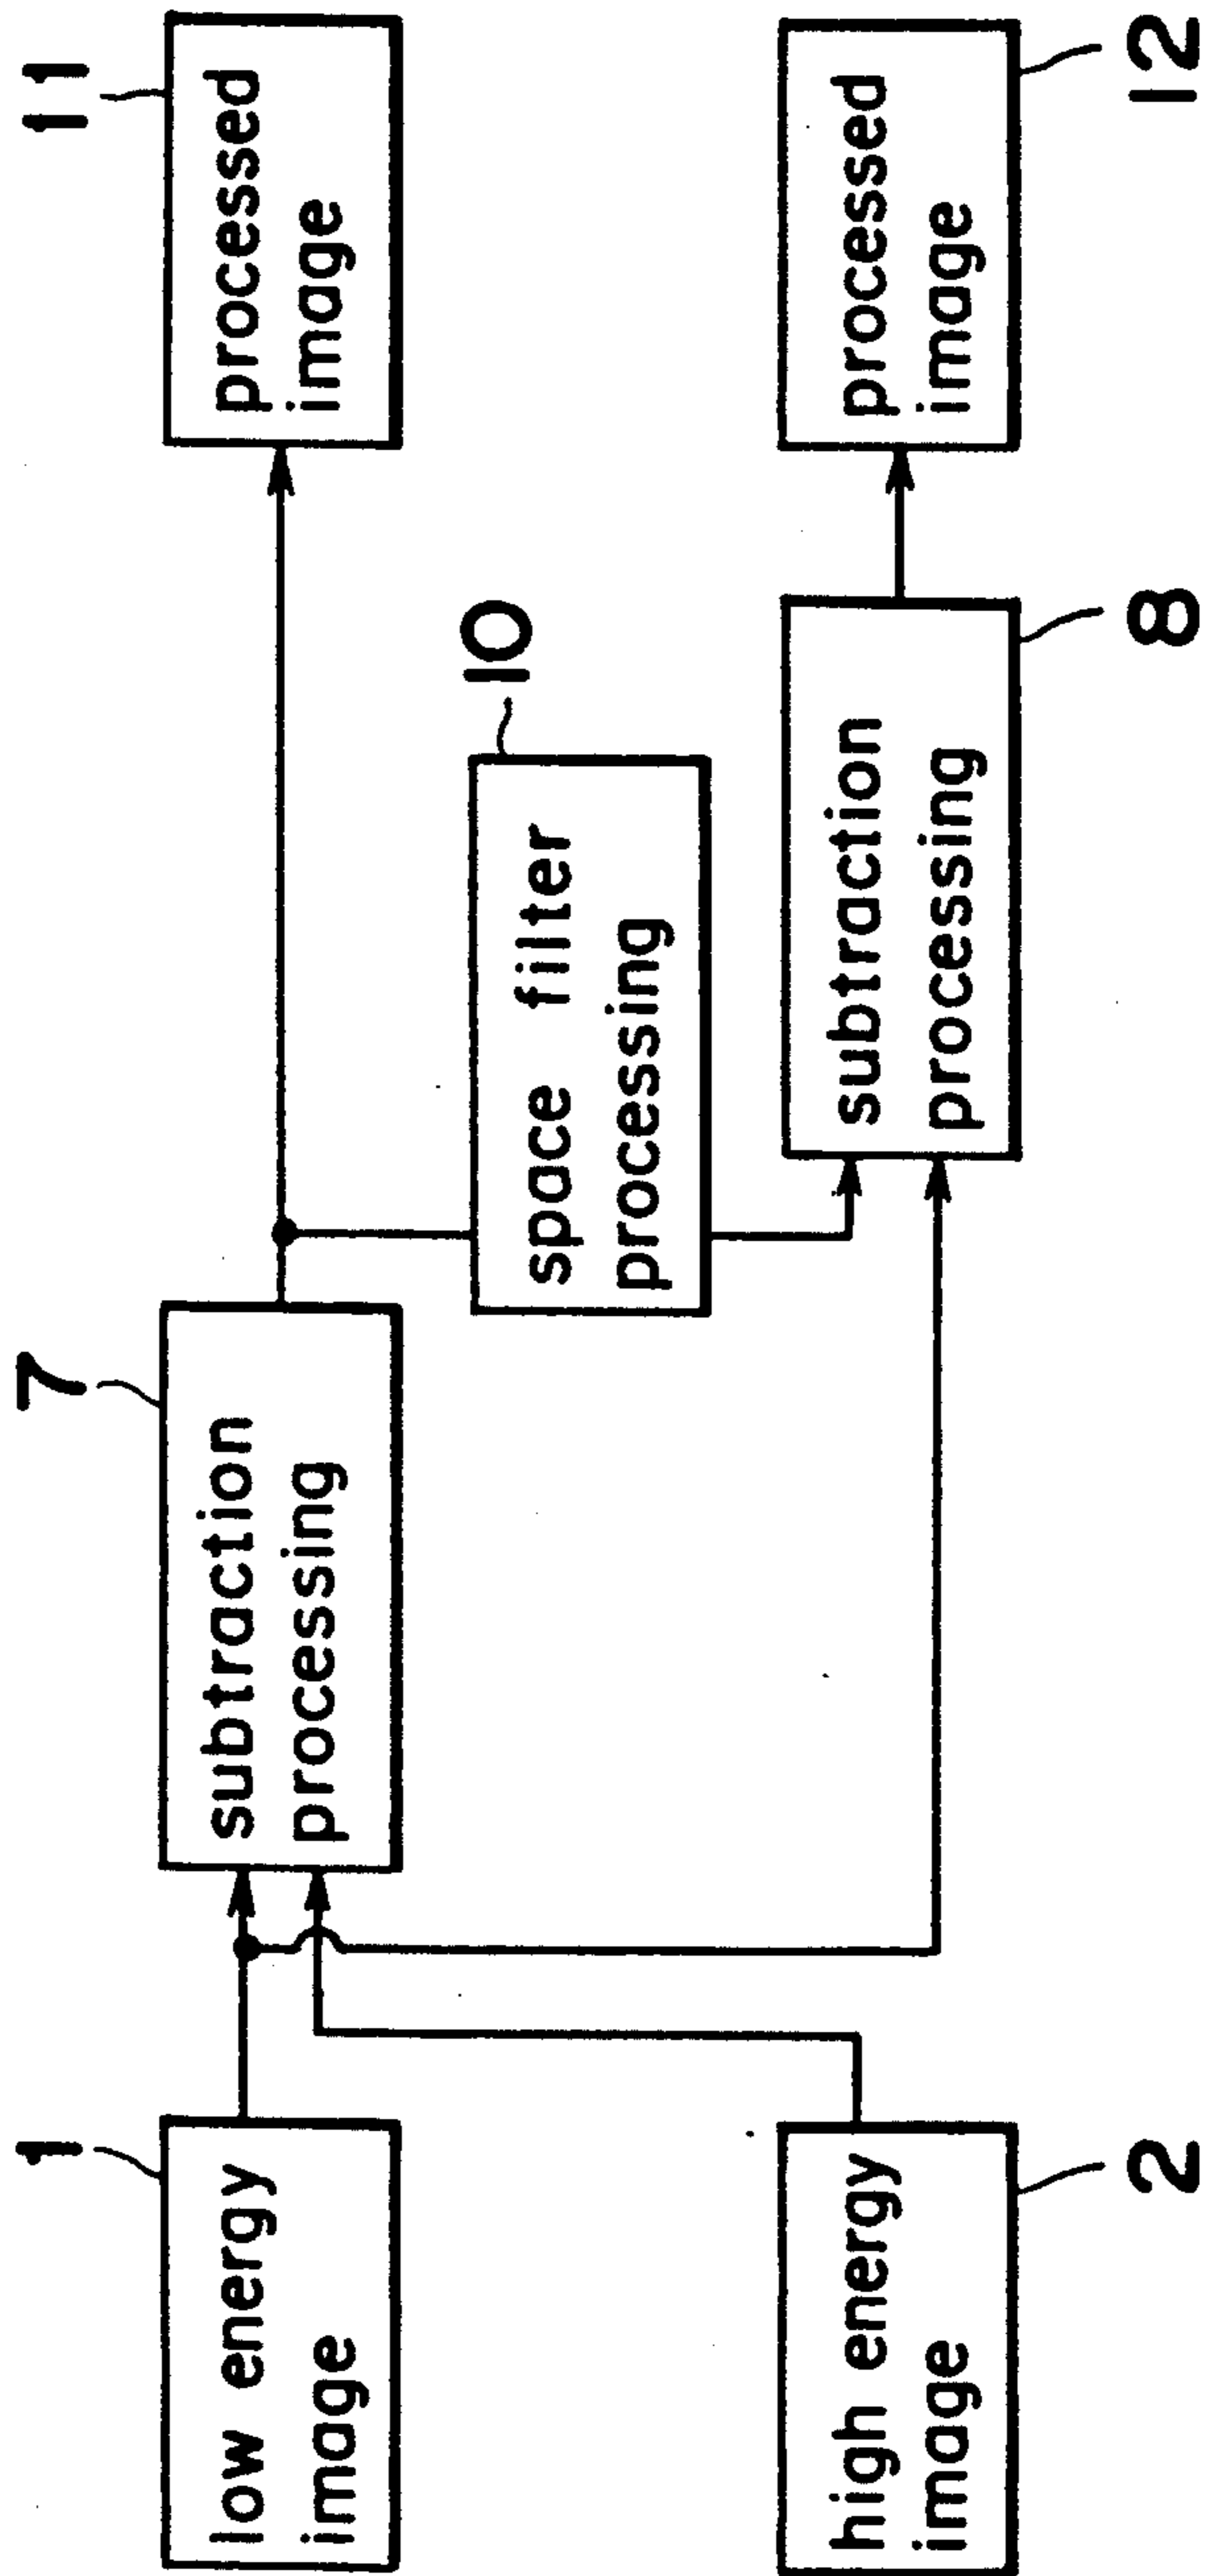 1
low energy
image
7
subtraction
processing
11
processed
image
10
space filter
processing
2
high energy
image
8
subtraction
processing
12
processed
image